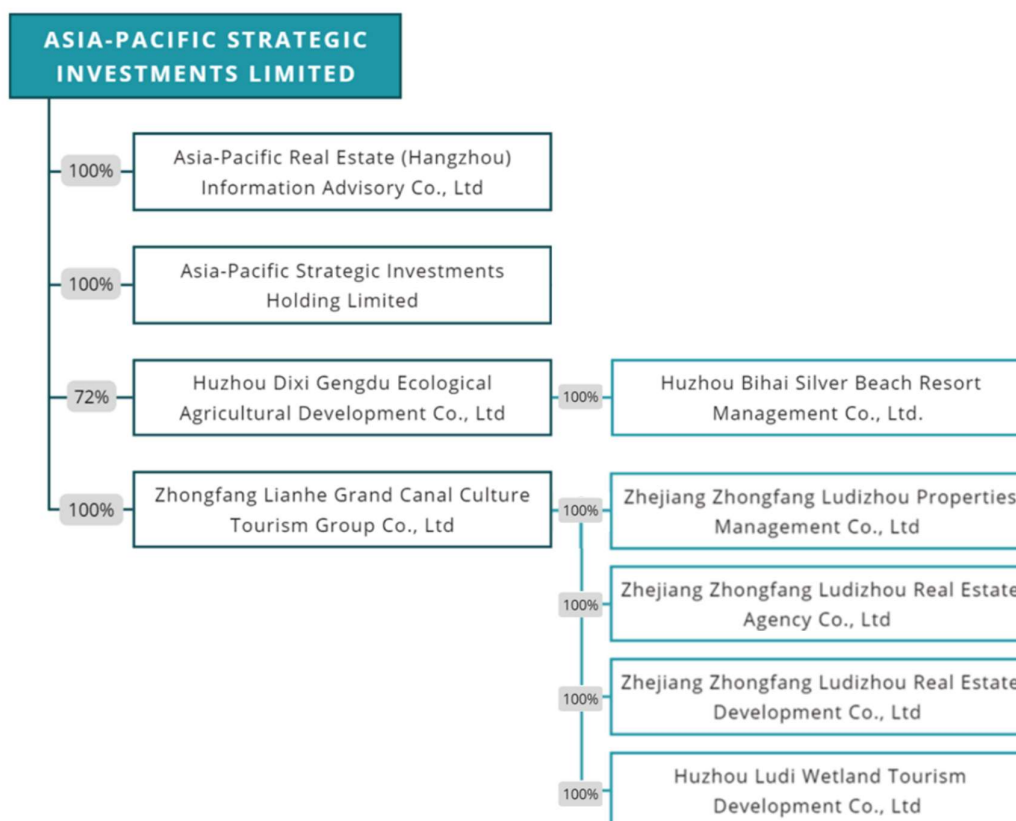 ASIA-PACIFIC STRATEGIC
INVESTMENTS LIMITED
100%
Asia-Pacific Real Estate (Hangzhou)
Information Advisory Co., Ltd
100%
Asia-Pacific Strategic Investments
Holding Limited
72%
Huzhou Dixi Gengdu Ecological
Agricultural Development Co., Ltd
100%
Huzhou Bihai Silver Beach Resort
Management Co., Ltd.
100%
Zhongfang Lianhe Grand Canal Culture
Tourism Group Co., Ltd
100%
Zhejiang Zhongfang Ludizhou Properties
Management Co., Ltd
100%
Zhejiang Zhongfang Ludizhou Real Estate
Agency Co., Ltd
100%
Zhejiang Zhongfang Ludizhou Real Estate
Development Co., Ltd
100%
Huzhou Ludi Wetland Tourism
Development Co., Ltd